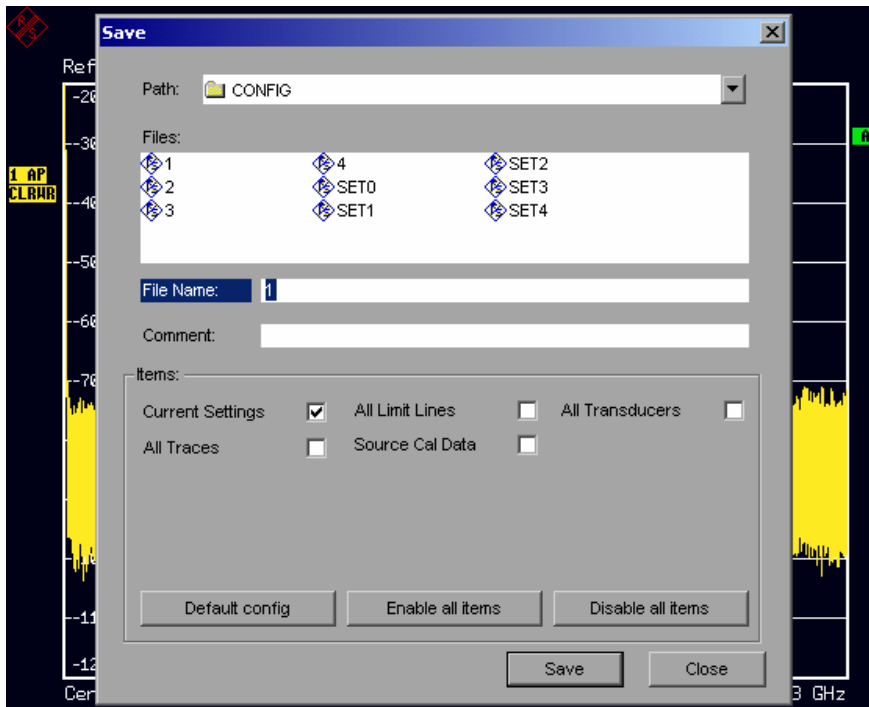 R S
Save
Ref
Path: CONFIG
Files:
1 4 SET2
2 SET0 SET3
3 SET1 SET4
File Name: 1
Comment:
Items:
Current Settings All Limit Lines All Transducers
All Traces Source Cal Data
Default config Enable all items Disable all items
Save Close
1 AP
CLRWR
-20
-30
-40
-50
-60
-70
-11
-12
A
Cen
3 GHz